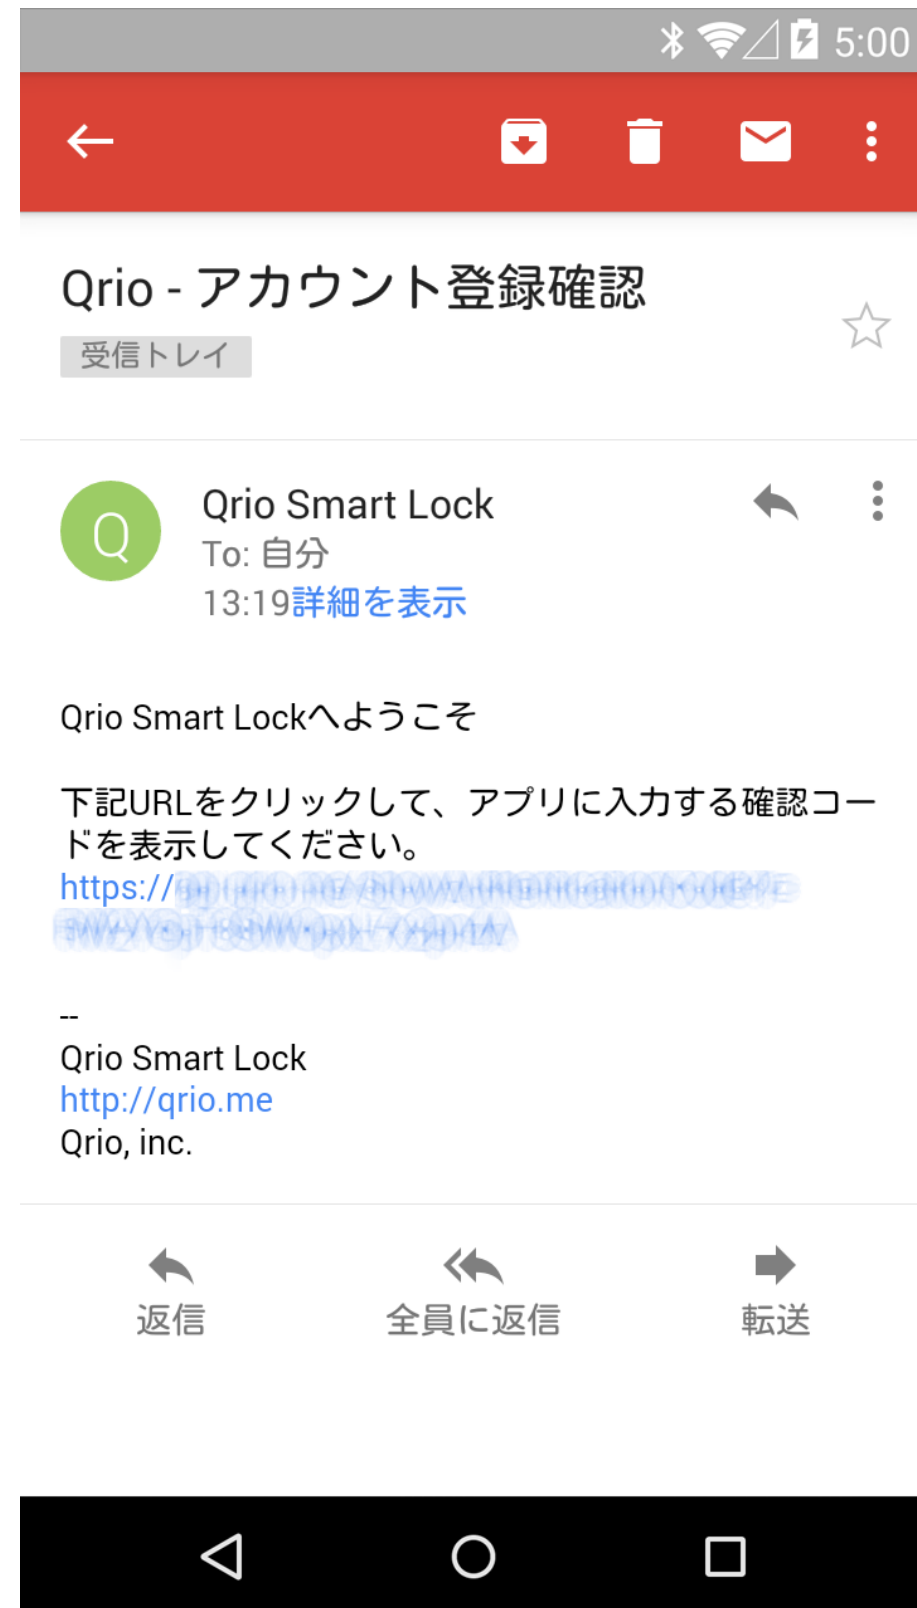 5:00
Qrio - アカウント登録確認
受信トレイ
Q
Qrio Smart Lock
To: 自分
13:19詳細を表示
Qrio Smart Lockへようこそ
下記URLをクリックして、アプリに入力する確認コー
ドを表示してください。
https://
--
Qrio Smart Lock
http://qrio.me
Qrio, inc.
返信
全員に返信
転送